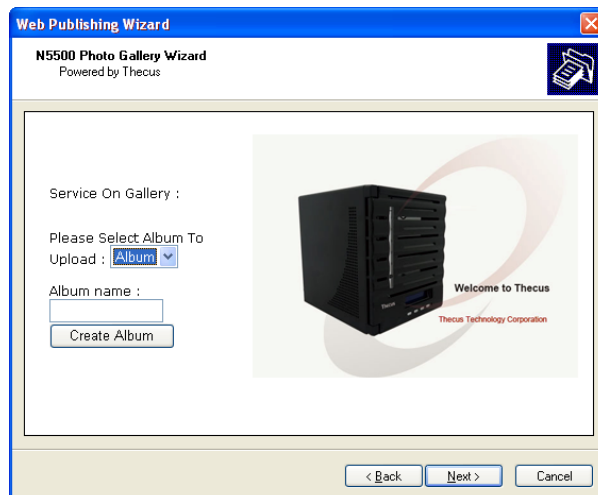 Web Publishing Wizard
N5500 Photo Gallery Wizard
Powered by Thecus
Service On Gallery :
Please Select Album To
Upload : Album
Album name :
Create Album
Welcome to Thecus
Thecus Technology Corporation
Thecus
< Back
Next >
Cancel